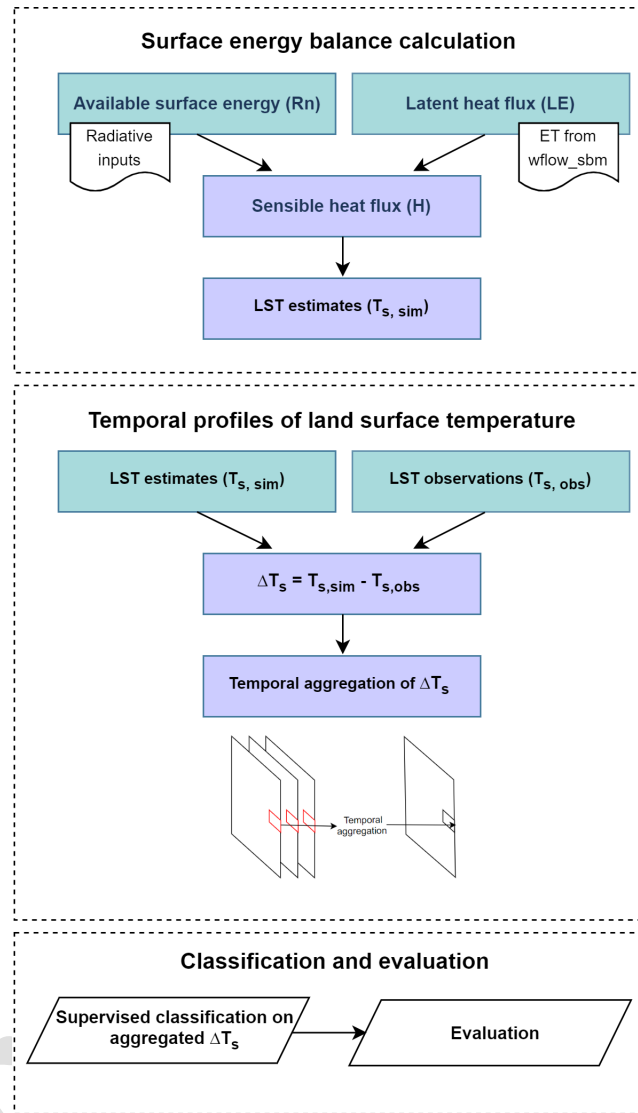 Surface energy balance calculation
Available surface energy (Rn)
Latent heat flux (LE)
Radiative
inputs
ET from
wflow_sbm
Sensible heat flux (H)
LST estimates (Ts, sim)
Temporal profiles of land surface temperature
LST estimates (Ts, sim)
LST observations (Ts, obs)
ΔTs = Ts,sim - Ts,obs
Temporal aggregation of ΔTs
Temporal
aggregation
Classification and evaluation
Supervised classification on
aggregated ΔTs
Evaluation